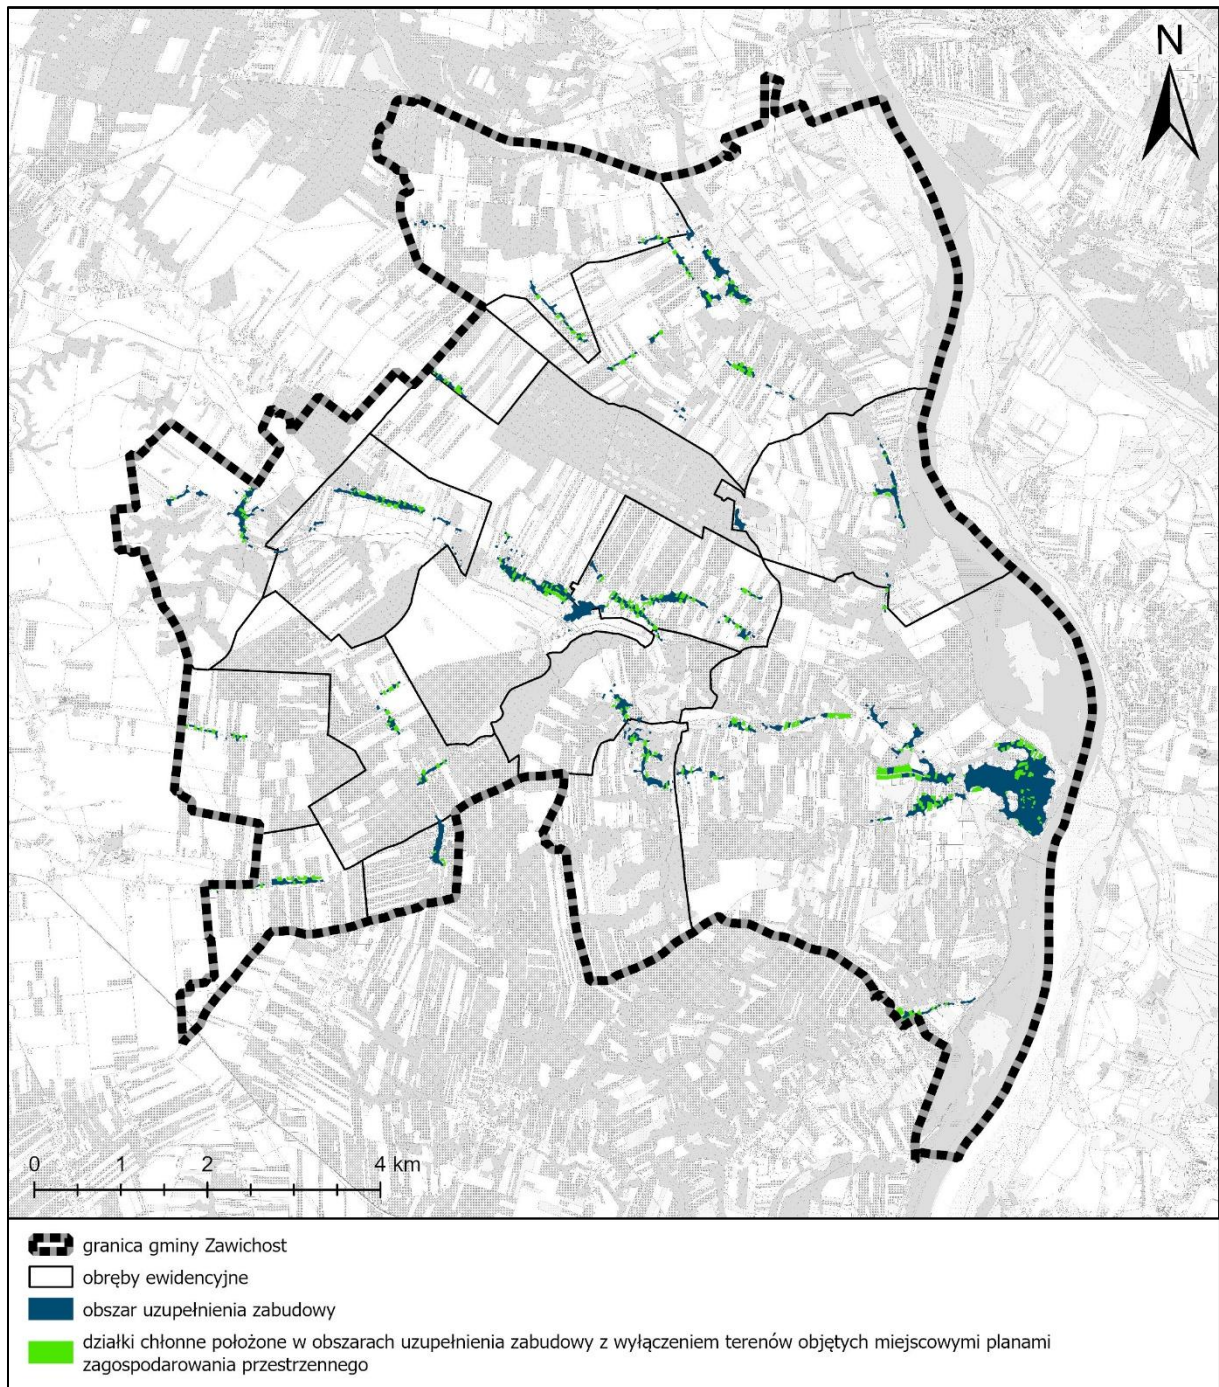 N
0 1 2 4 km
granica gminy Zawichost
obręby ewidencyjne
obszar uzupełnienia zabudowy
działki chłonne położone w obszarach uzupełnienia zabudowy z wyłączeniem terenów objętych miejscowymi planami
zagospodarowania przestrzennego